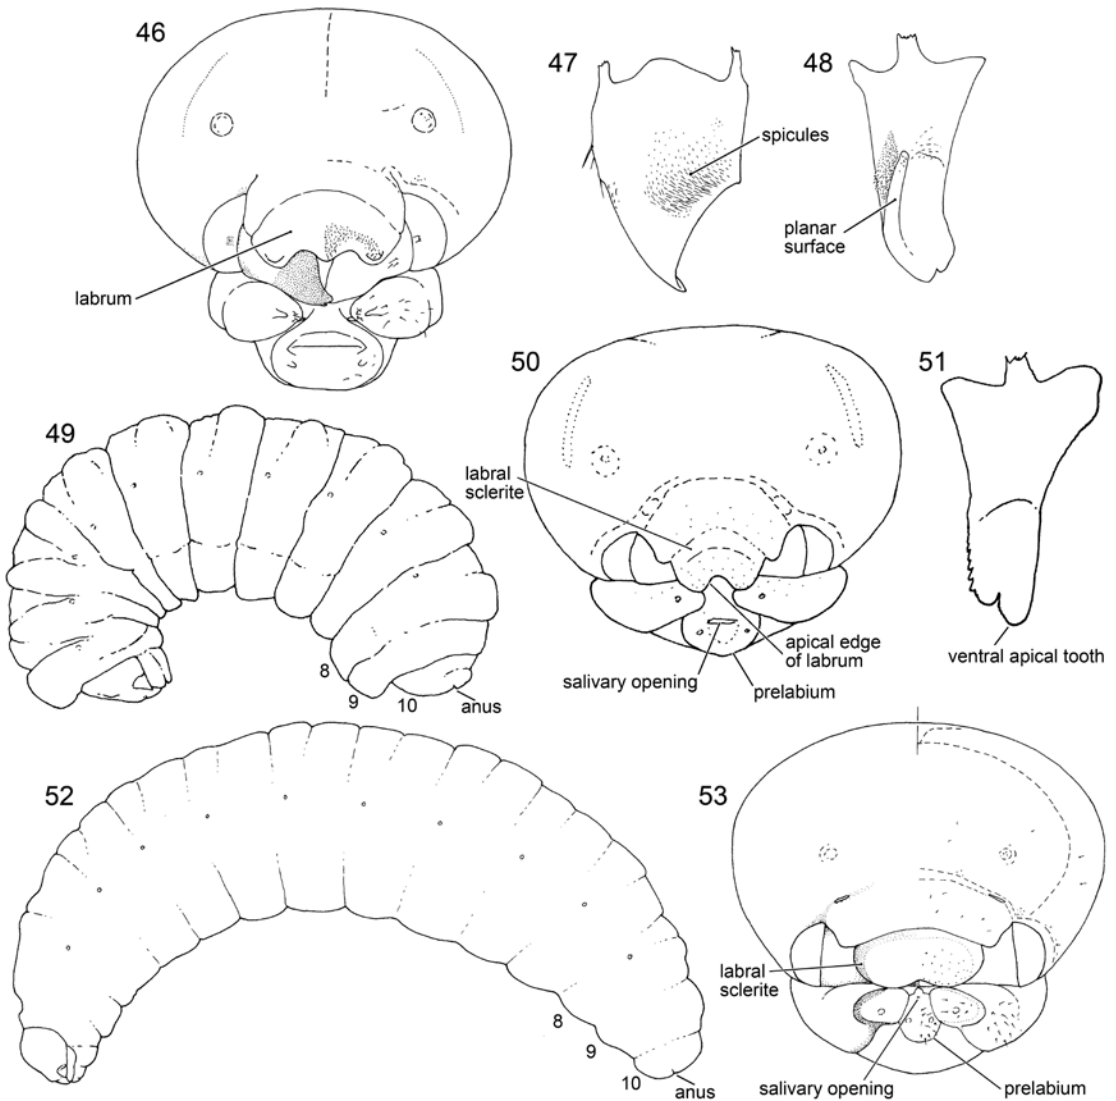 46
labrum
47
spicules
48
planar
surface
49
8
9
10
anus
50
labral
sclerite
apical edge
of labrum
salivary opening
prelabium
51
ventral apical tooth
52
8
9
10
anus
53
labral
sclerite
salivary opening
prelabium